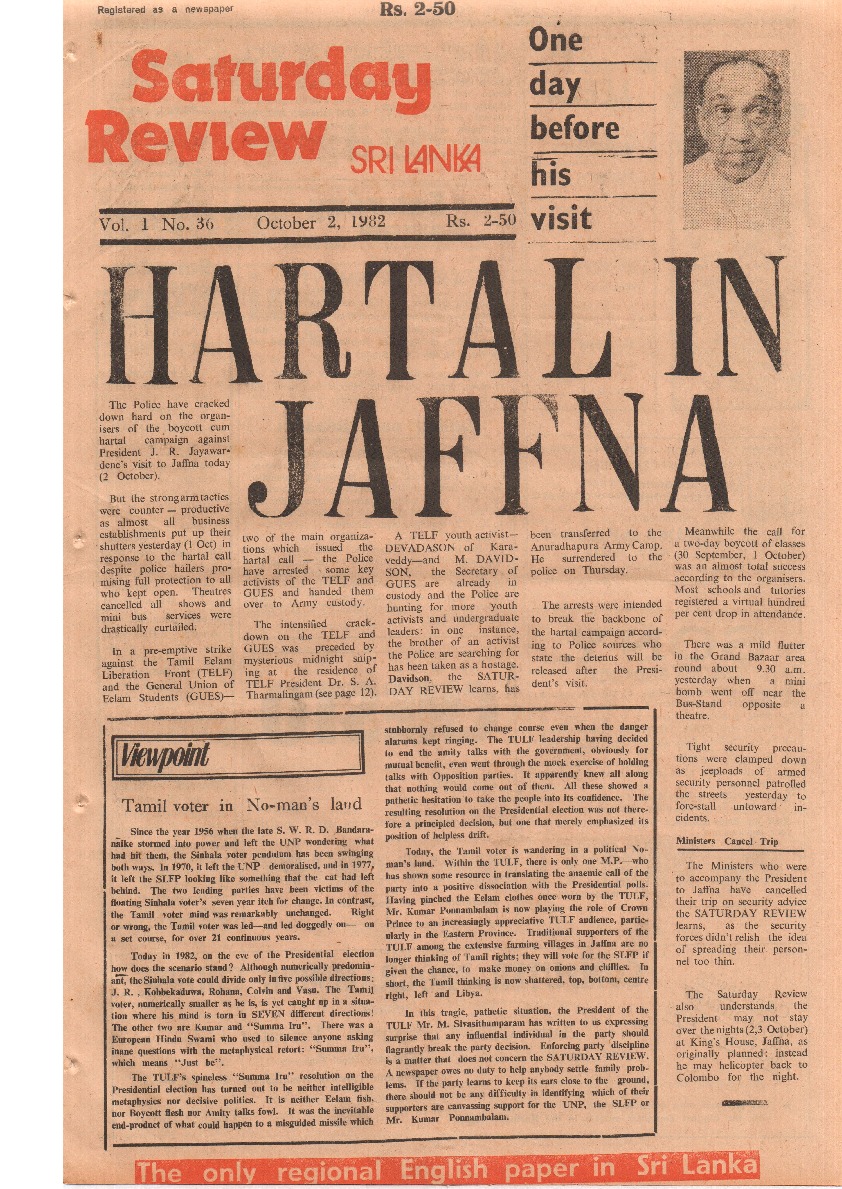 Registered as a newspaper
Rs. 2-50
Saturday
Review
SRI LANKA
One
day
before
his
visit
Vol. 1 No. 36 October 2, 1982 Rs. 2-50
HARTAL IN
JAFFNA
The Police have cracked
down hard on the organ-
isers of the boycott cum
hartal campaign against
President J. R. Jayawar-
dene's visit to Jaffna today
(2 October).
But the strongarm tactics
were counter — productive
as almost all business
establishments put up their
shutters yesterday (1 Oct) in
response to the hartal call
despite police hailers pro-
mising full protection to all
who kept open. Theatres
cancelled all shows and
mini bus services were
drastically curtailed.
In a pre-emptive strike
against the Tamil Eelam
Liberation Front (TELF)
and the General Union of
Eelam Students (GUES)—
two of the main organiza-
tions which issued the
hartal call — the Police
have arrested some key
activists of the TELF and
GUES and handed them
over to Army custody.
The intensified crack-
down on the TELF and
GUES was preceded by
mysterious midnight snip-
ing at the residence of
TELF President Dr. S. A.
Tharmalingam (see page 12).
A TELF youth activist—
DEVADASON of Kara-
veddy—and M. DAVID-
SON, the Secretary of
GUES are already in
custody and the Police are
hunting for more youth
activists and undergraduate
leaders: in one instance,
the brother of an activist
the Police are searching for
has been taken as a hostage.
Davidson, the SATUR-
DAY REVIEW learns, has
been transferred to the
Anuradhapura Army Camp.
He surrendered to the
police on Thursday.
The arrests were intended
to break the backbone of
the hartal campaign accord-
ing to Police sources who
state the detenus will be
released after the Presi-
dent's visit.
Meanwhile the call for
a two-day boycott of classes
(30 September, 1 October)
was an almost total success
according to the organisers.
Most schools and tutories
registered a virtual hundred
per cent drop in attendance.
There was a mild flutter
in the Grand Bazaar area
round about 9.30 a.m.
yesterday when a mini
bomb went off near the
Bus-Stand opposite a
theatre.
Tight security precau-
tions were clamped down
as jeeploads of armed
security personnel patrolled
the streets yesterday to
fore-stall untoward in-
cidents.
Ministers Cancel Trip
The Ministers who were
to accompany the President
to Jaffna have cancelled
their trip on security advice
the SATURDAY REVIEW
learns, as the security
forces didn't relish the idea
of spreading their person-
nel too thin.
The Saturday Review
also understands the
President may not stay
over the nights (2,3 October)
at King's House, Jaffna, as
originally planned: instead
he may helicopter back to
Colombo for the night.
Viewpoint
Tamil voter in No-man's land
Since the year 1956 when the late S. W. R. D. Bandara-
naike stormed into power and left the UNP wondering what
had hit them, the Sinhala voter pendulum has been swinging
both ways. In 1970, it left the UNP demoralised, and in 1977,
it left the SLFP looking like something that the cat had left
behind. The two leading parties have been victims of the
floating Sinhala voter's seven year itch for change. In contrast,
the Tamil voter mind was remarkably unchanged. Right
or wrong, the Tamil voter was led—and led doggedly on— on
a set course, for over 21 continuous years.
Today in 1982, on the eve of the Presidential election
how does the scenario stand? Although numerically predomin-
ant, the Sinhala vote could divide only in five possible directions;
J. R., Kobbekaduwa, Rohana, Colvin and Vasu. The Tamil
voter, numerically smaller as he is, is yet caught up in a situa-
tion where his mind is torn in SEVEN different directions!
The other two are Kumar and "Summa Iru". There was a
European Hindu Swami who used to silence anyone asking
inane questions with the metaphysical retort: "Summa Iru",
which means "Just be".
The TULF's spineless "Summa Iru" resolution on the
Presidential election has turned out to be neither intelligible
metaphysics nor decisive politics. It is neither Eelam fish,
nor Boycott flesh nor Amity talks fowl. It was the inevitable
end-product of what could happen to a misguided missile which
stubbornly refused to change course even when the danger
alarums kept ringing. The TULF leadership having decided
to end the amity talks with the government, obviously for
mutual benefit, even went through the mock exercise of holding
talks with Opposition parties. It apparently knew all along
that nothing would come out of them. All these showed a
pathetic hesitation to take the people into its confidence. The
resulting resolution on the Presidential election was not there-
fore a principled decision, but one that merely emphasized its
position of helpless drift.
Today, the Tamil voter is wandering in a political No-
man's land. Within the TULF, there is only one M.P.—who
has shown some resource in translating the anaemic call of the
party into a positive dissociation with the Presidential polls.
Having pinched the Eelam clothes once worn by the TULF,
Mr. Kumar Ponnambalam is now playing the role of Crown
Prince to an increasingly appreciative TULF audience, partic-
ularly in the Eastern Province. Traditional supporters of the
TULF among the extensive farming villages in Jaffna are no
longer thinking of Tamil rights; they will vote for the SLFP if
given the chance, to make money on onions and chillies. In
short, the Tamil thinking is now shattered, top, bottom, centre
right, left and Libya.
In this tragic, pathetic situation, the President of the
TULF Mr. M. Sivasithamparam has written to us expressing
surprise that any influential individual in the party should
flagrantly break the party decision. Enforcing party discipline
is a matter that does not concern the SATURDAY REVIEW.
A newspaper owes no duty to help anybody settle family prob-
lems. If the party learns to keep its ears close to the ground,
there should not be any difficulty in identifying which of their
supporters are canvassing support for the UNP, the SLFP or
Mr. Kumar Ponnambalam.
The only regional English paper in Sri Lanka